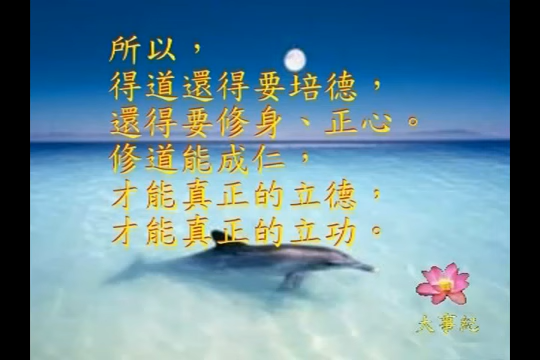 所以，
得道還得要培德，
還得要修身、正心。
修道能成仁，
才能真正的立德，
才能真正的立功。